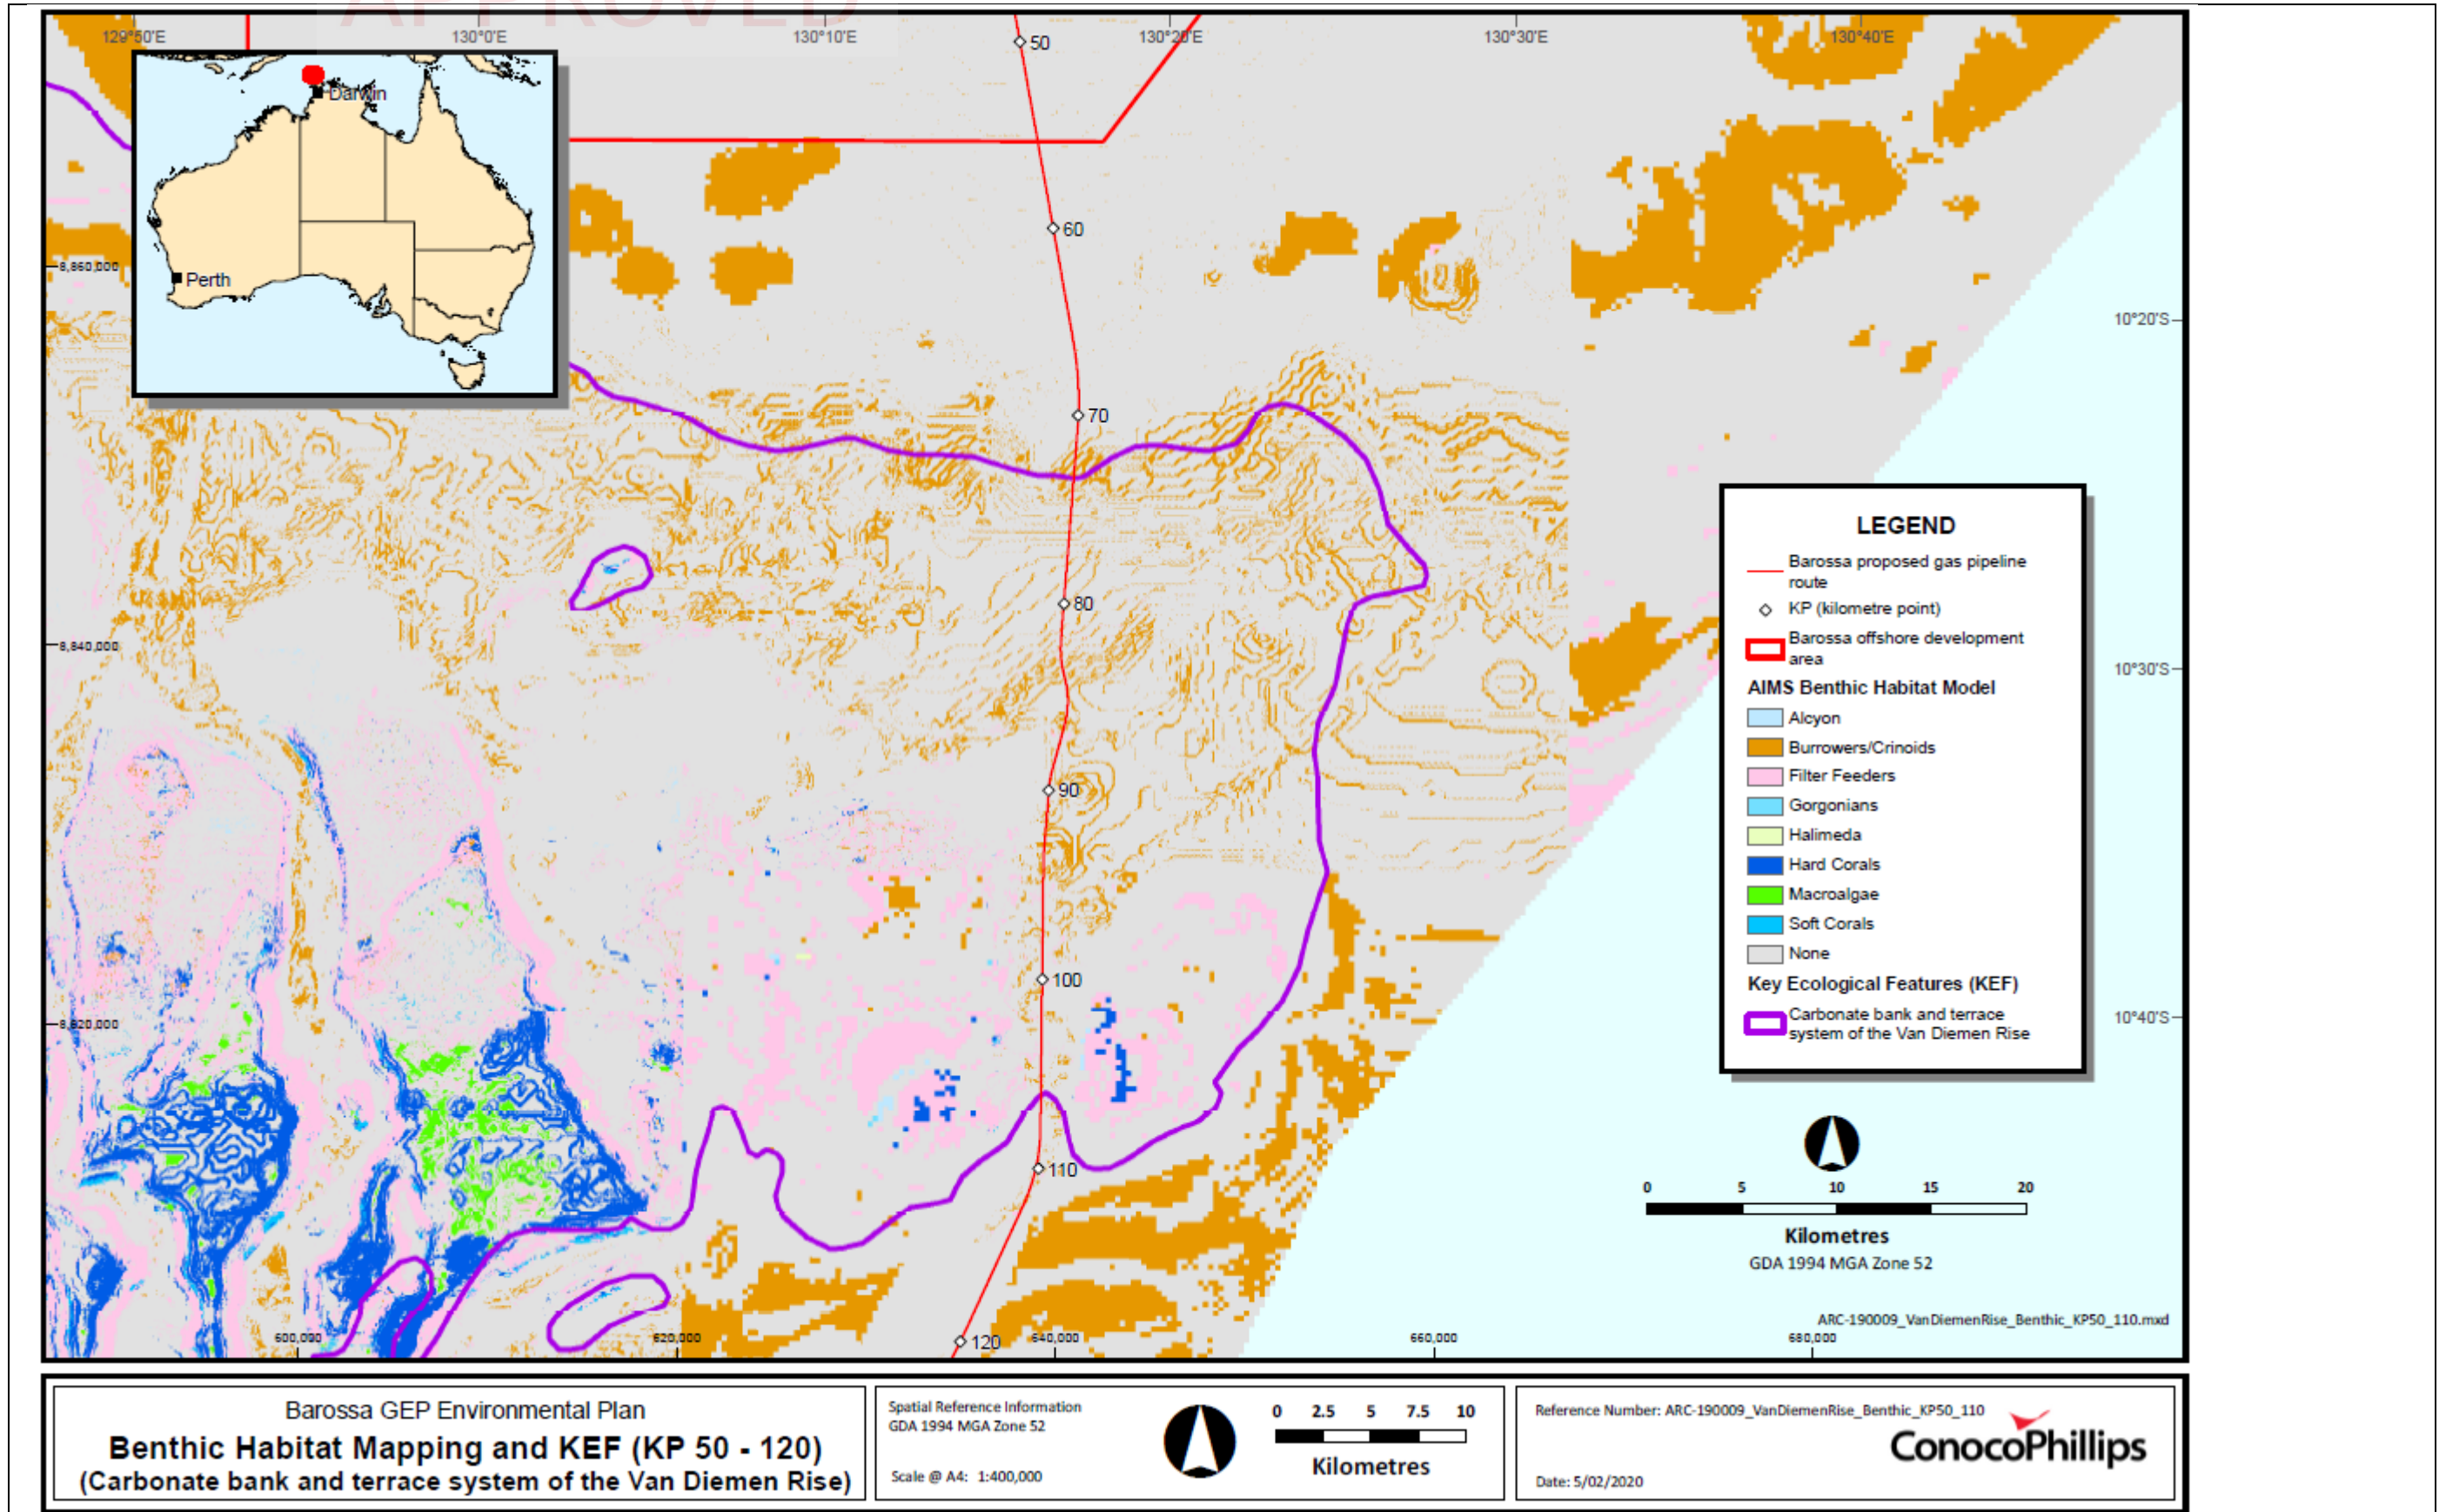 APPROVED
129°50'E
130°0'E
130°10'E
130°20'E
130°30'E
130°40'E
50
Darwin
Perth
60
8,860,000
10°20'S
70
80
8,840,000
10°30'S
90
100
8,820,000
10°40'S
110
120
600,000
620,000
640,000
660,000
680,000
LEGEND
Barossa proposed gas pipeline
route
KP (kilometre point)
Barossa offshore development
area
AIMS Benthic Habitat Model
Alcyon
Burrowers/Crinoids
Filter Feeders
Gorgonians
Halimeda
Hard Corals
Macroalgae
Soft Corals
None
Key Ecological Features (KEF)
Carbonate bank and terrace
system of the Van Diemen Rise
0 5 10 15 20
Kilometres
GDA 1994 MGA Zone 52
ARC-190009_VanDiemenRise_Benthic_KP50_110.mxd
Barossa GEP Environmental Plan
Benthic Habitat Mapping and KEF (KP 50 - 120)
(Carbonate bank and terrace system of the Van Diemen Rise)
Spatial Reference Information
GDA 1994 MGA Zone 52
Scale @ A4: 1:400,000
0 2.5 5 7.5 10
Kilometres
Reference Number: ARC-190009_VanDiemenRise_Benthic_KP50_110
ConocoPhillips
Date: 5/02/2020